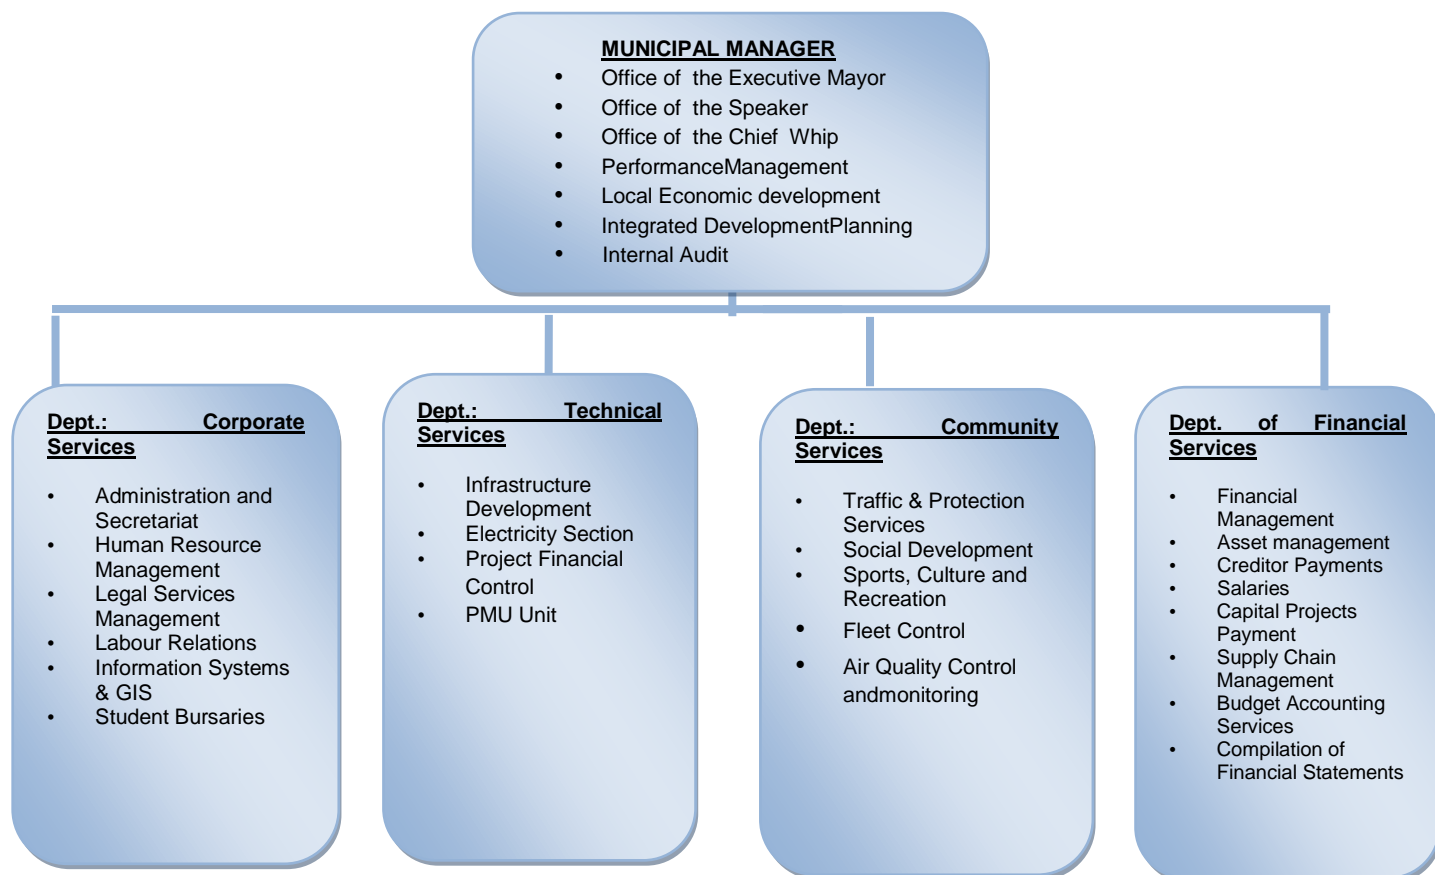 MUNICIPAL MANAGER
• Office of the Executive Mayor
• Office of the Speaker
• Office of the Chief Whip
• PerformanceManagement
• Local Economic development
• Integrated DevelopmentPlanning
• Internal Audit
Dept.: Corporate
Services
• Administration and
Secretariat
• Human Resource
Management
• Legal Services
Management
• Labour Relations
• Information Systems
& GIS
• Student Bursaries
Dept.: Technical
Services
• Infrastructure
Development
• Electricity Section
• Project Financial
Control
• PMU Unit
Dept.: Community
Services
• Traffic & Protection
Services
• Social Development
• Sports, Culture and
Recreation
• Fleet Control
• Air Quality Control
andmonitoring
Dept. of Financial
Services
• Financial
Management
• Asset management
• Creditor Payments
• Salaries
• Capital Projects
Payment
• Supply Chain
Management
• Budget Accounting
Services
• Compilation of
Financial Statements